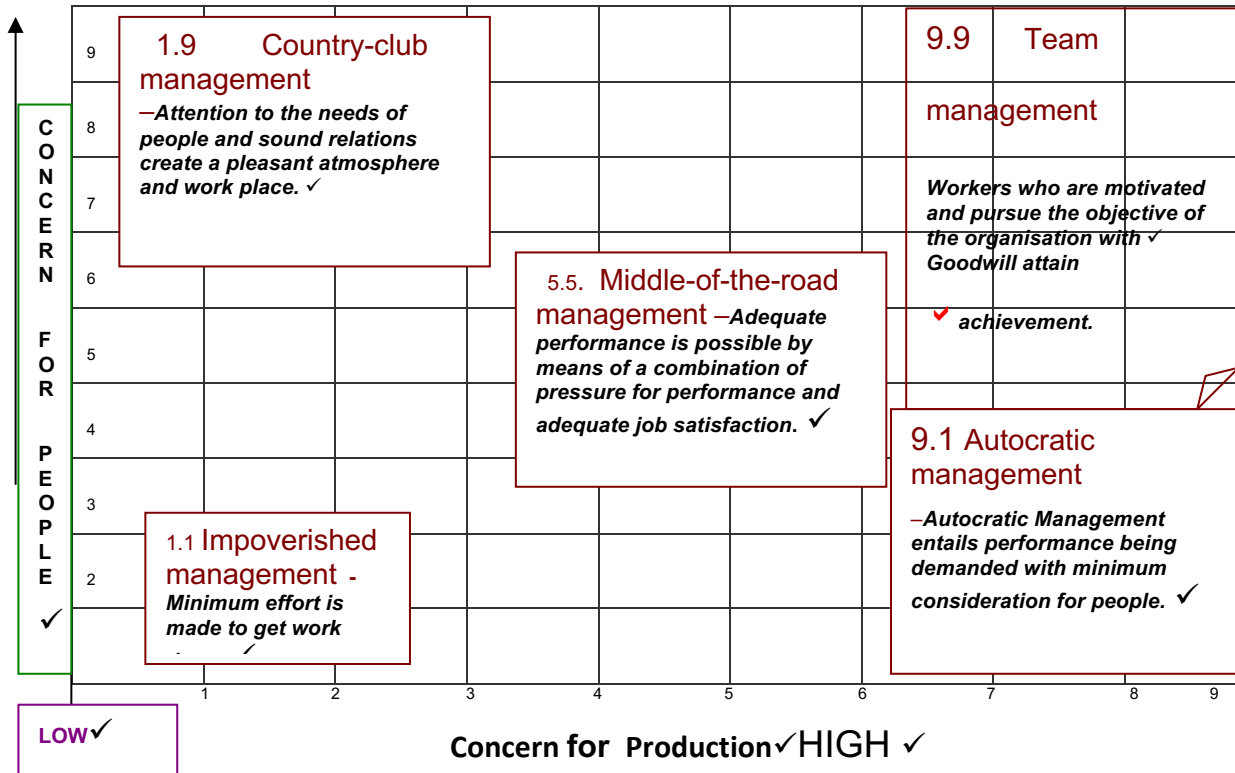 1.9 Country-club
management
–Attention to the needs of
people and sound relations
create a pleasant atmosphere
and work place. ✓
9.9 Team
management
Workers who are motivated
and pursue the objective of
the organisation with ✓
Goodwill attain
✓ achievement.
5.5. Middle-of-the-road
management –Adequate
performance is possible by
means of a combination of
pressure for performance and
adequate job satisfaction. ✓
9.1 Autocratic
management
–Autocratic Management
entails performance being
demanded with minimum
consideration for people. ✓
1.1 Impoverished
management -
Minimum effort is
made to get work
CONCERN FOR PEOPLE ✓
9
8
7
6
5
4
3
2
1 2 3 4 5 6 7 8 9
LOW✓
Concern for Production✓HIGH ✓